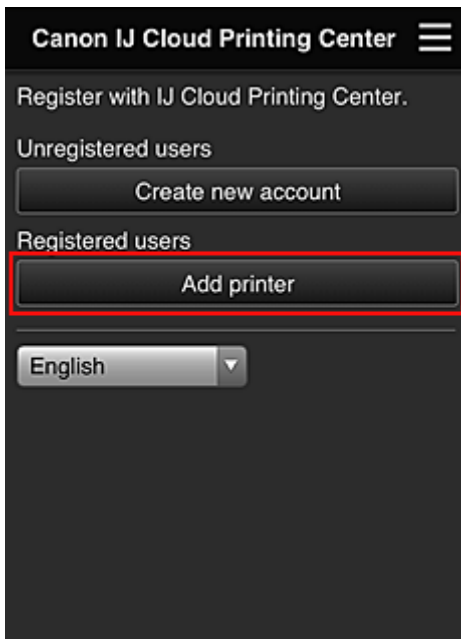 Canon IJ Cloud Printing Center
Register with IJ Cloud Printing Center.
Unregistered users
Create new account
Registered users
Add printer
English